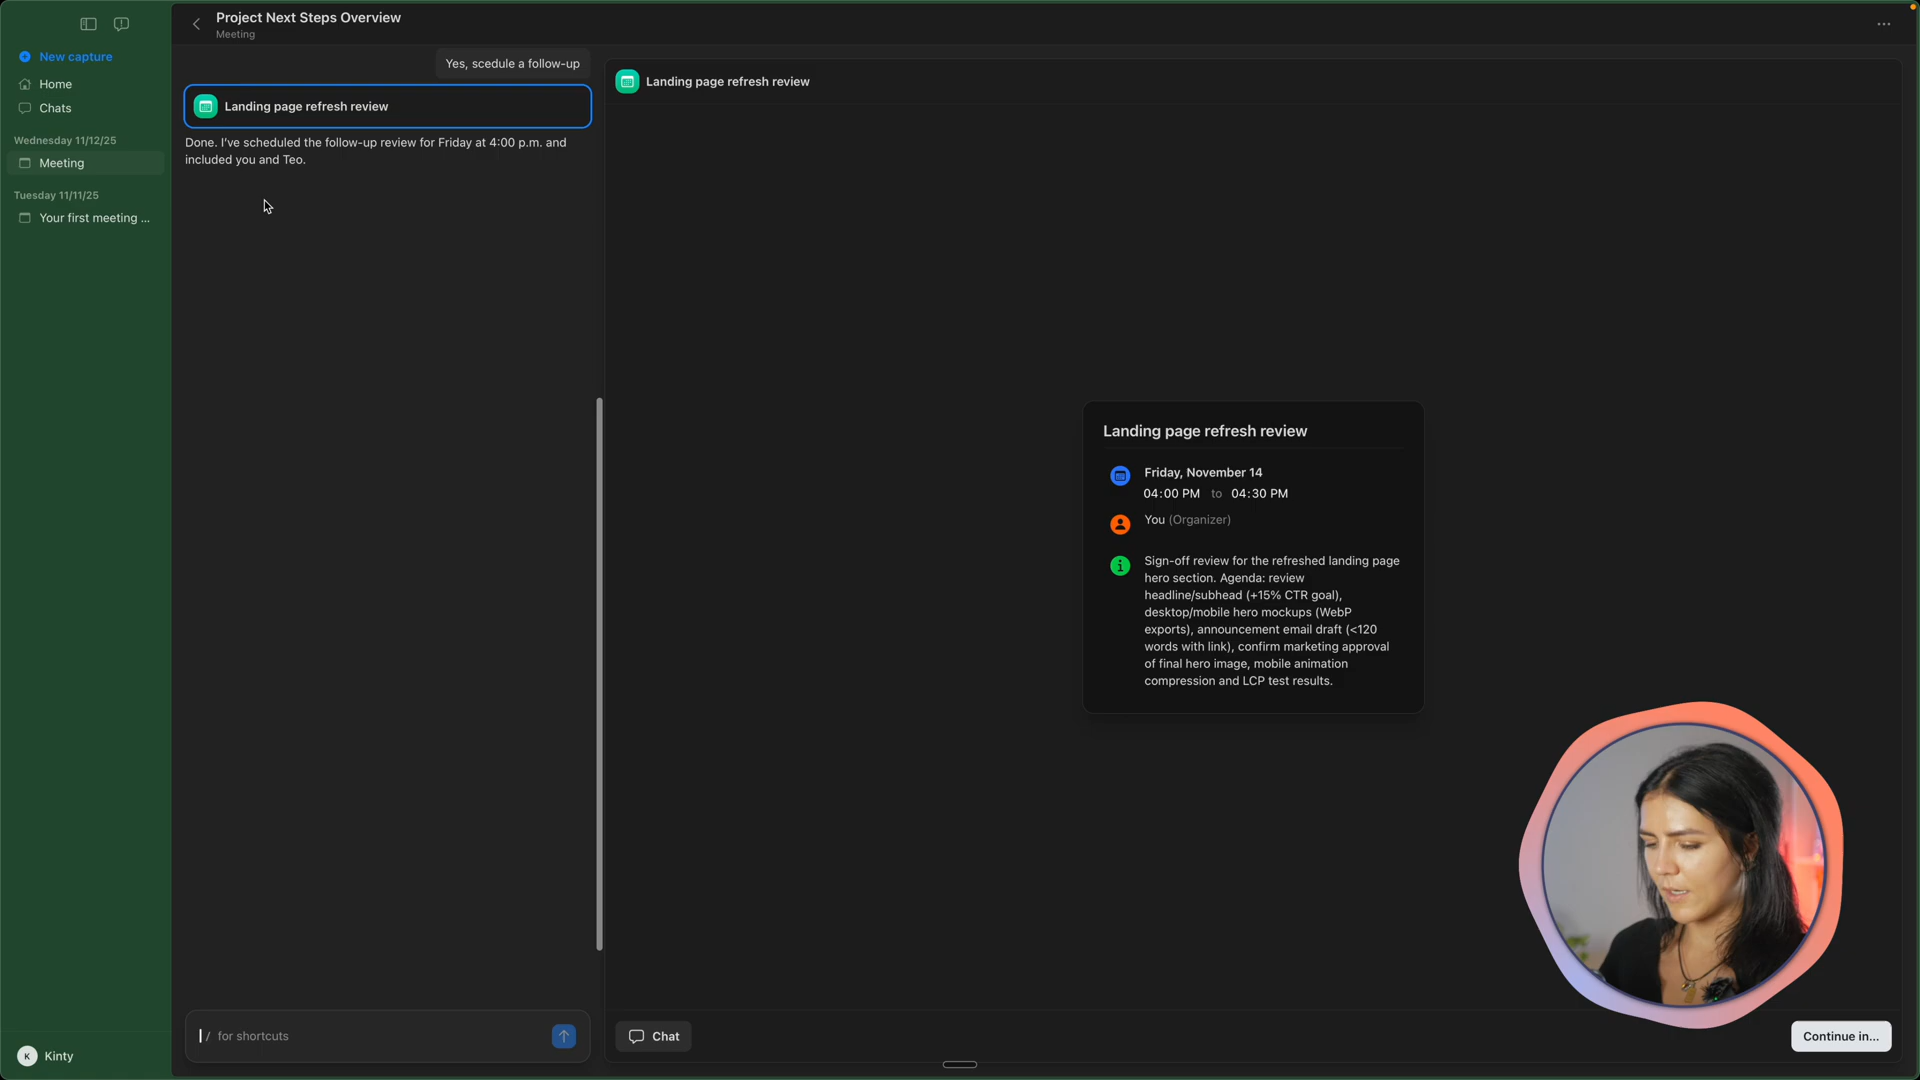 Project Next Steps Overview
Meeting
New capture
Home
Chats
Wednesday 11/12/25
Meeting
Tuesday 11/11/25
Your first meeting ...
K Kinty
Yes, scedule a follow-up
Landing page refresh review
Done. I've scheduled the follow-up review for Friday at 4:00 p.m. and
included you and Teo.
/ for shortcuts
Landing page refresh review
Landing page refresh review
Friday, November 14
04:00 PM to 04:30 PM
You (Organizer)
Sign-off review for the refreshed landing page
hero section. Agenda: review
headline/subhead (+15% CTR goal),
desktop/mobile hero mockups (WebP
exports), announcement email draft (<120
words with link), confirm marketing approval
of final hero image, mobile animation
compression and LCP test results.
Chat
Continue in...